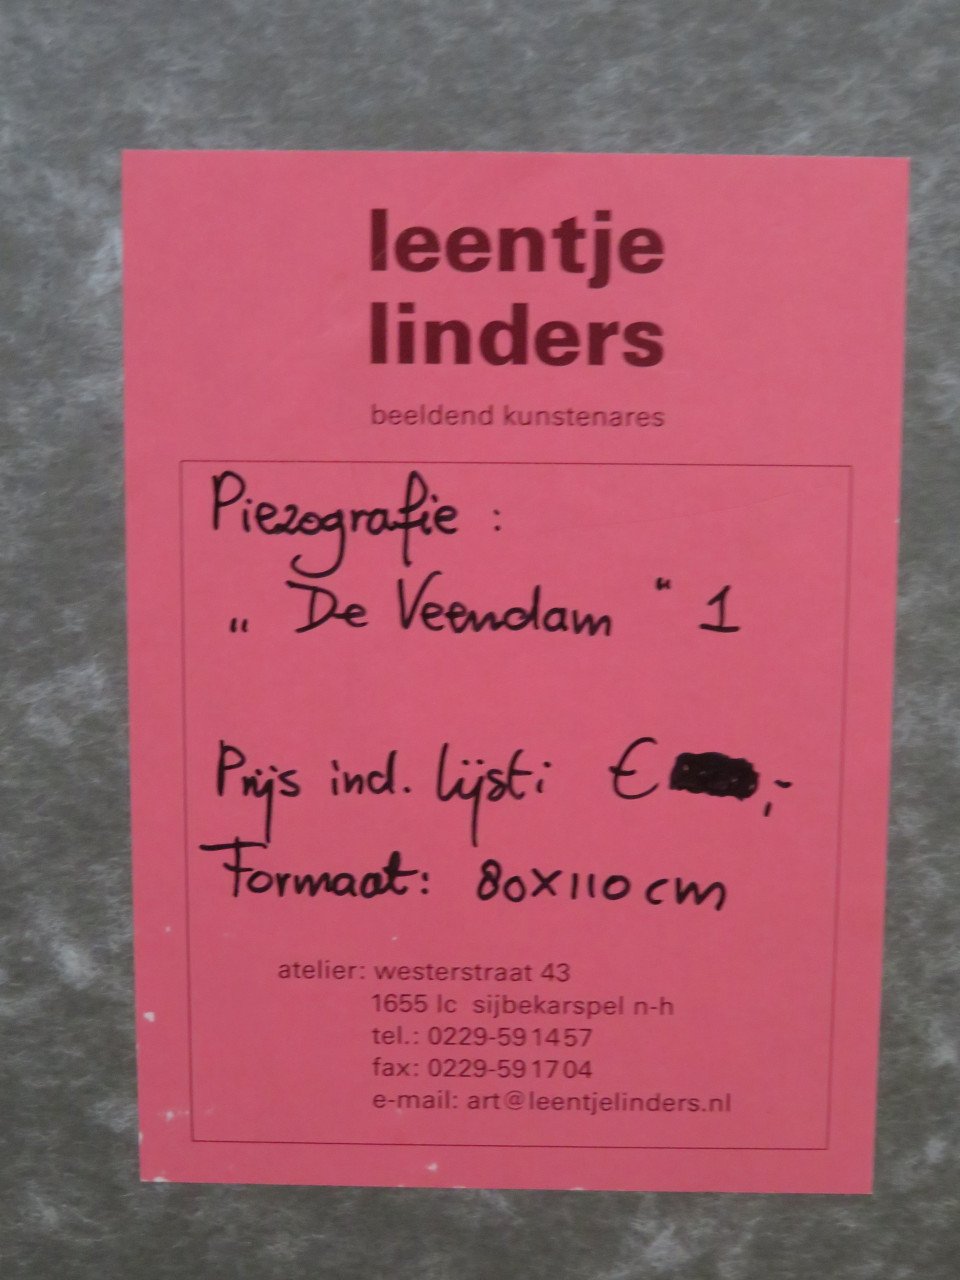 leentje
linders
beeldend kunstenares
Piezografie :
„ De Veendam " 1
Prijs incl. lijst: € ,-
Formaat: 80x110 cm
atelier: westerstraat 43
1655 lc sijbekarspel n-h
tel.: 0229-591457
fax: 0229-591704
e-mail: art@leentjelinders.nl